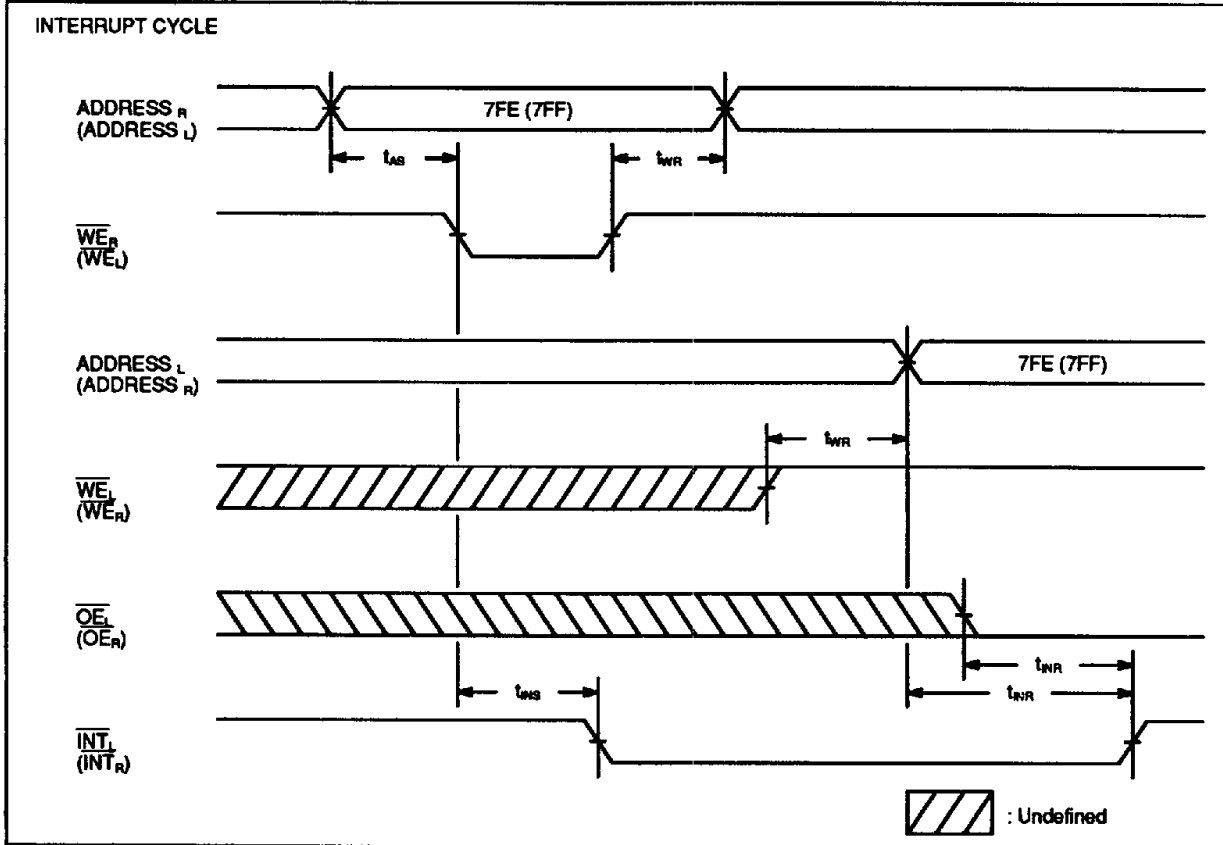 INTERRUPT CYCLE
ADDRESS R
(ADDRESS L)
7FE (7FF)
tAS
tWR
WER
(WEL)
ADDRESS L
(ADDRESS R)
7FE (7FF)
tWR
WEL
(WER)
OEL
(OER)
tINR
tINS
tINR
INTL
(INTR)
: Undefined